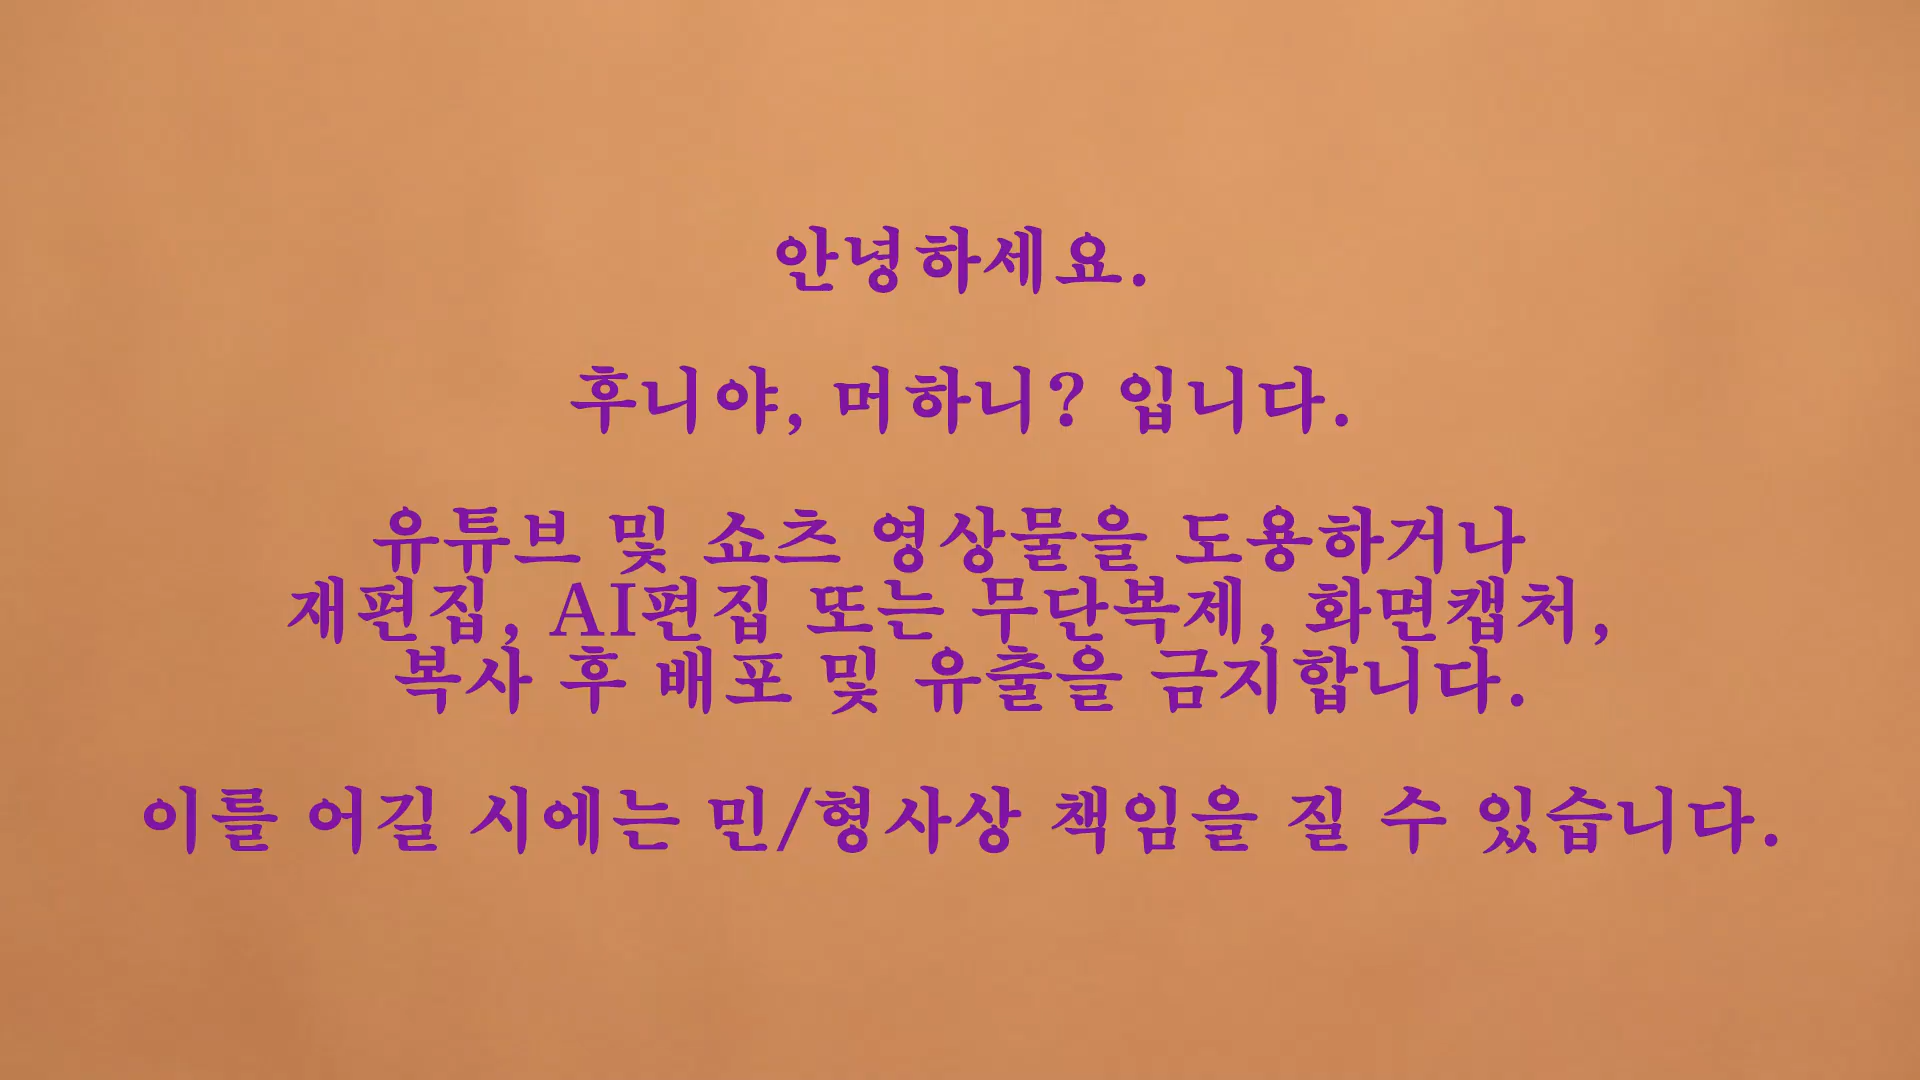 안녕하세요.
후니야, 머하니? 입니다.
유튜브 및 쇼츠 영상물을 도용하거나
재편집, AI편집 또는 무단복제, 화면캡처,
복사 후 배포 및 유출을 금지합니다.
이를 어길 시에는 민/형사상 책임을 질 수 있습니다.